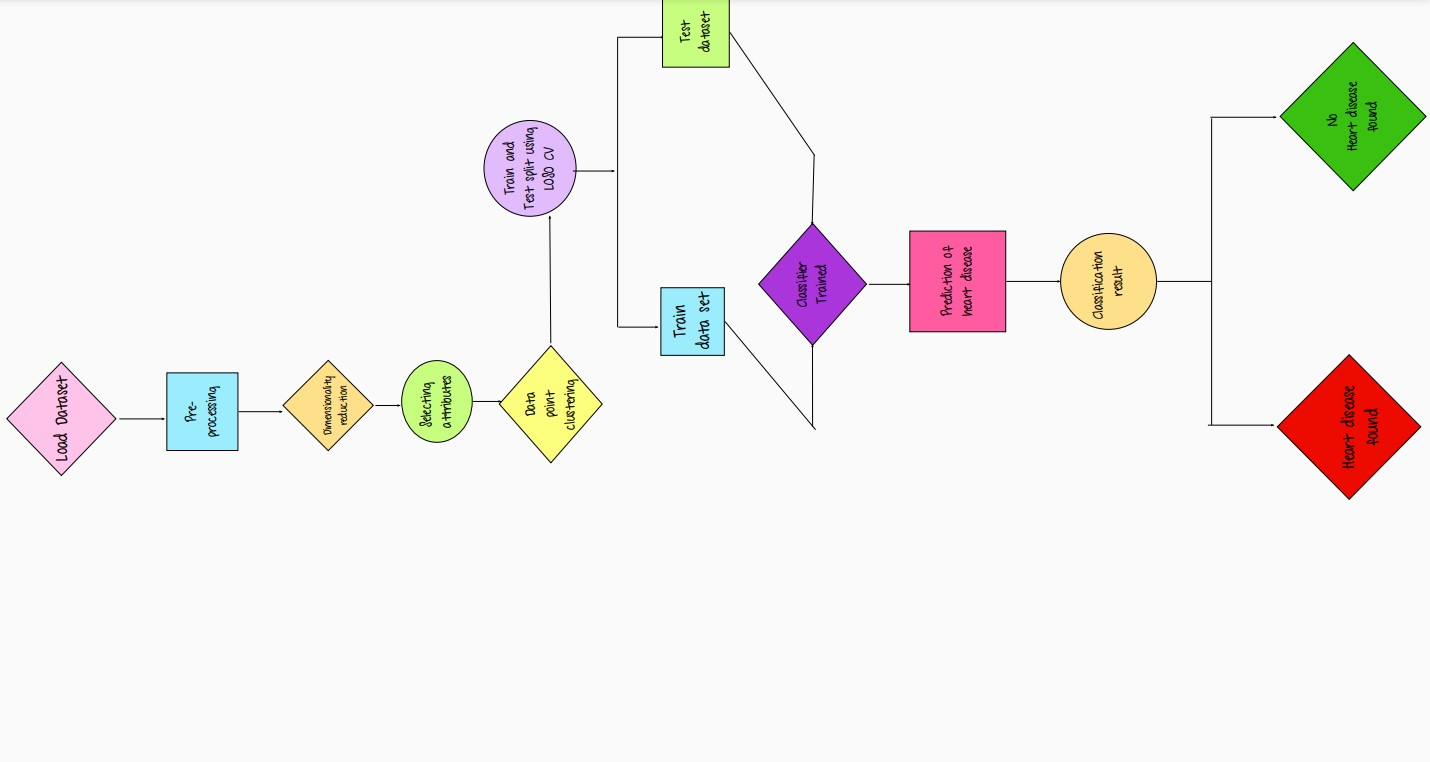 Load Dataset
Pre-
processing
Dimensionality
reduction
Selecting
attributes
Data
point
clustering
Train and
Test split using
LOSO CV
Test
dataset
Train
data set
Classifier
Trained
Prediction of
heart disease
Classification
result
No
Heart disease
found
Heart disease
found